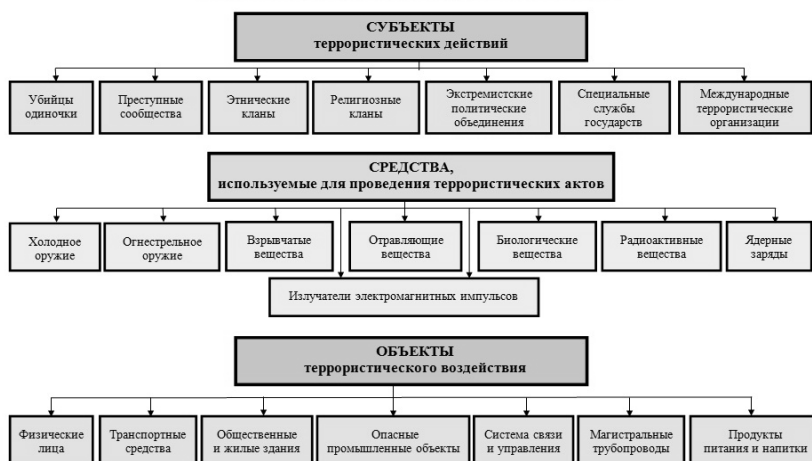 СУБЪЕКТЫ
террористических действий
Убийцы
одиночки
Преступные
сообщества
Этнические
кланы
Религиозные
кланы
Экстремистские
политические
объединения
Специальные
службы
государств
Международные
террористические
организации
СРЕДСТВА,
используемые для проведения террористических актов
Холодное
оружие
Огнестрельное
оружие
Взрывчатые
вещества
Отравляющие
вещества
Биологические
вещества
Радиоактивные
вещества
Ядерные
заряды
Излучатели электромагнитных импульсов
ОБЪЕКТЫ
террористического воздействия
Физические
лица
Транспортные
средства
Общественные
и жилые здания
Опасные
промышленные объекты
Система связи
и управления
Магистральные
трубопроводы
Продукты
питания и напитки